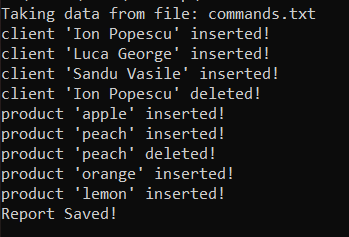 Taking data from file: commands.txt
client 'Ion Popescu' inserted!
client 'Luca George' inserted!
client 'Sandu Vasile' inserted!
client 'Ion Popescu' deleted!
product 'apple' inserted!
product 'peach' inserted!
product 'peach' deleted!
product 'orange' inserted!
product 'lemon' inserted!
Report Saved!